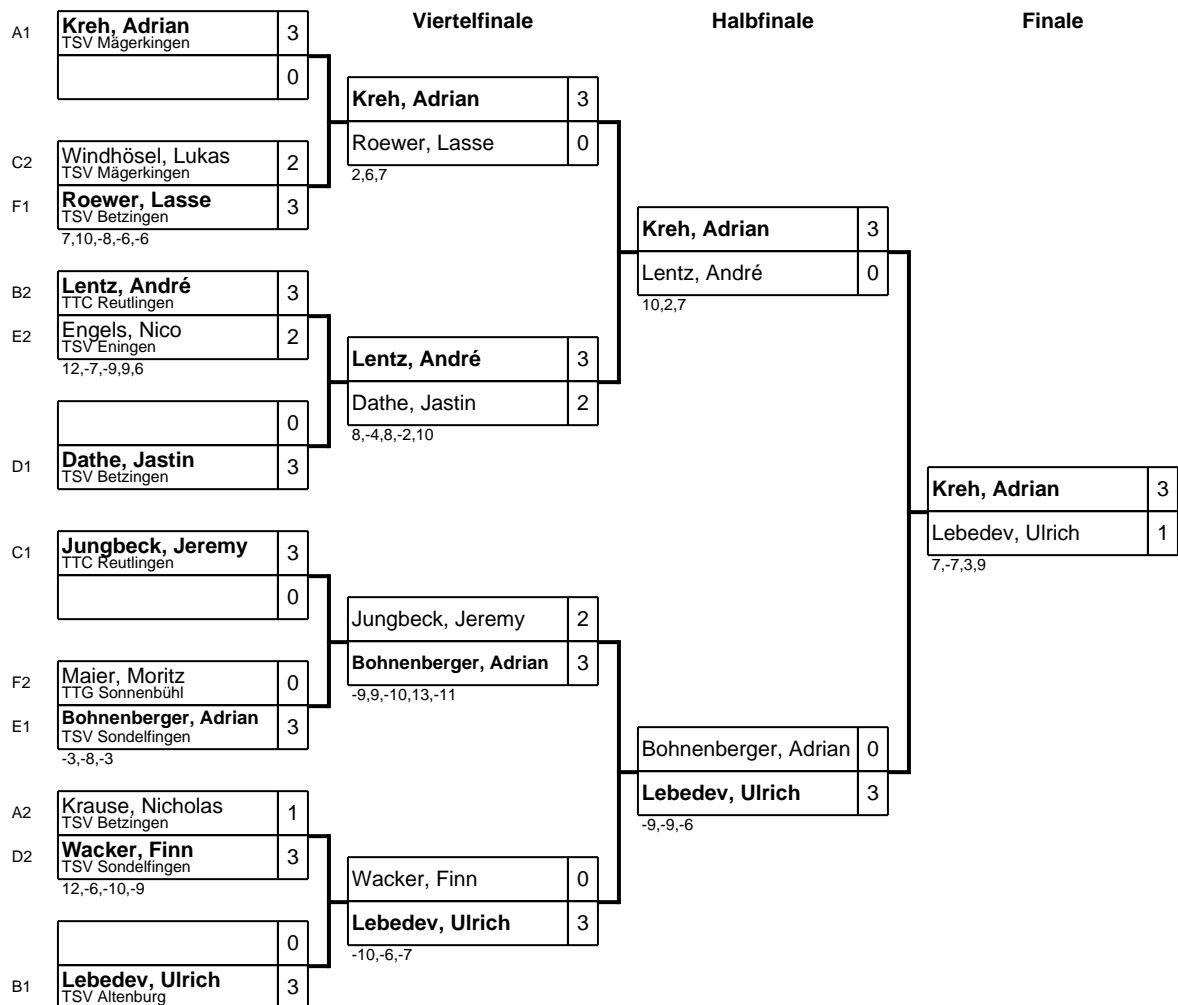 Viertelfinale
Halbfinale
Finale
A1
Kreh, Adrian
TSV Mägerkingen
3
0
C2
Windhösel, Lukas
TSV Mägerkingen
2
F1
Roewer, Lasse
TSV Betzingen
3
7,10,-8,-6,-6
B2
Lentz, André
TTC Reutlingen
3
E2
Engels, Nico
TSV Eningen
2
12,-7,-9,9,6
0
D1
Dathe, Jastin
TSV Betzingen
3
C1
Jungbeck, Jeremy
TTC Reutlingen
3
0
F2
Maier, Moritz
TTG Sonnenbühl
0
E1
Bohnenberger, Adrian
TSV Sondelfingen
3
-3,-8,-3
A2
Krause, Nicholas
TSV Betzingen
1
D2
Wacker, Finn
TSV Sondelfingen
3
12,-6,-10,-9
0
B1
Lebedev, Ulrich
TSV Altenburg
3
Kreh, Adrian
3
Roewer, Lasse
0
2,6,7
Lentz, André
3
Dathe, Jastin
2
8,-4,8,-2,10
Jungbeck, Jeremy
2
Bohnenberger, Adrian
3
-9,9,-10,13,-11
Wacker, Finn
0
Lebedev, Ulrich
3
-10,-6,-7
Kreh, Adrian
3
Lentz, André
0
10,2,7
Bohnenberger, Adrian
0
Lebedev, Ulrich
3
-9,-9,-6
Kreh, Adrian
3
Lebedev, Ulrich
1
7,-7,3,9